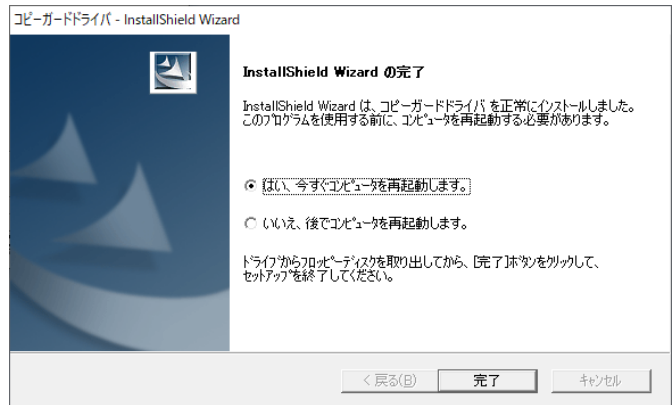 コピーガードドライバ - InstallShield Wizard
InstallShield Wizard の完了
InstallShield Wizard は、コピーガードドライバ を正常にインストールしました。
このプログラムを使用する前に、コンピュータを再起動する必要があります。
はい、今すぐコンピュータを再起動します。
いいえ、後でコンピュータを再起動します。
ドライブからフロッピーディスクを取り出してから、[完了]ボタンをクリックして、
セットアップを終了してください。
< 戻る(B)
完了
キャンセル